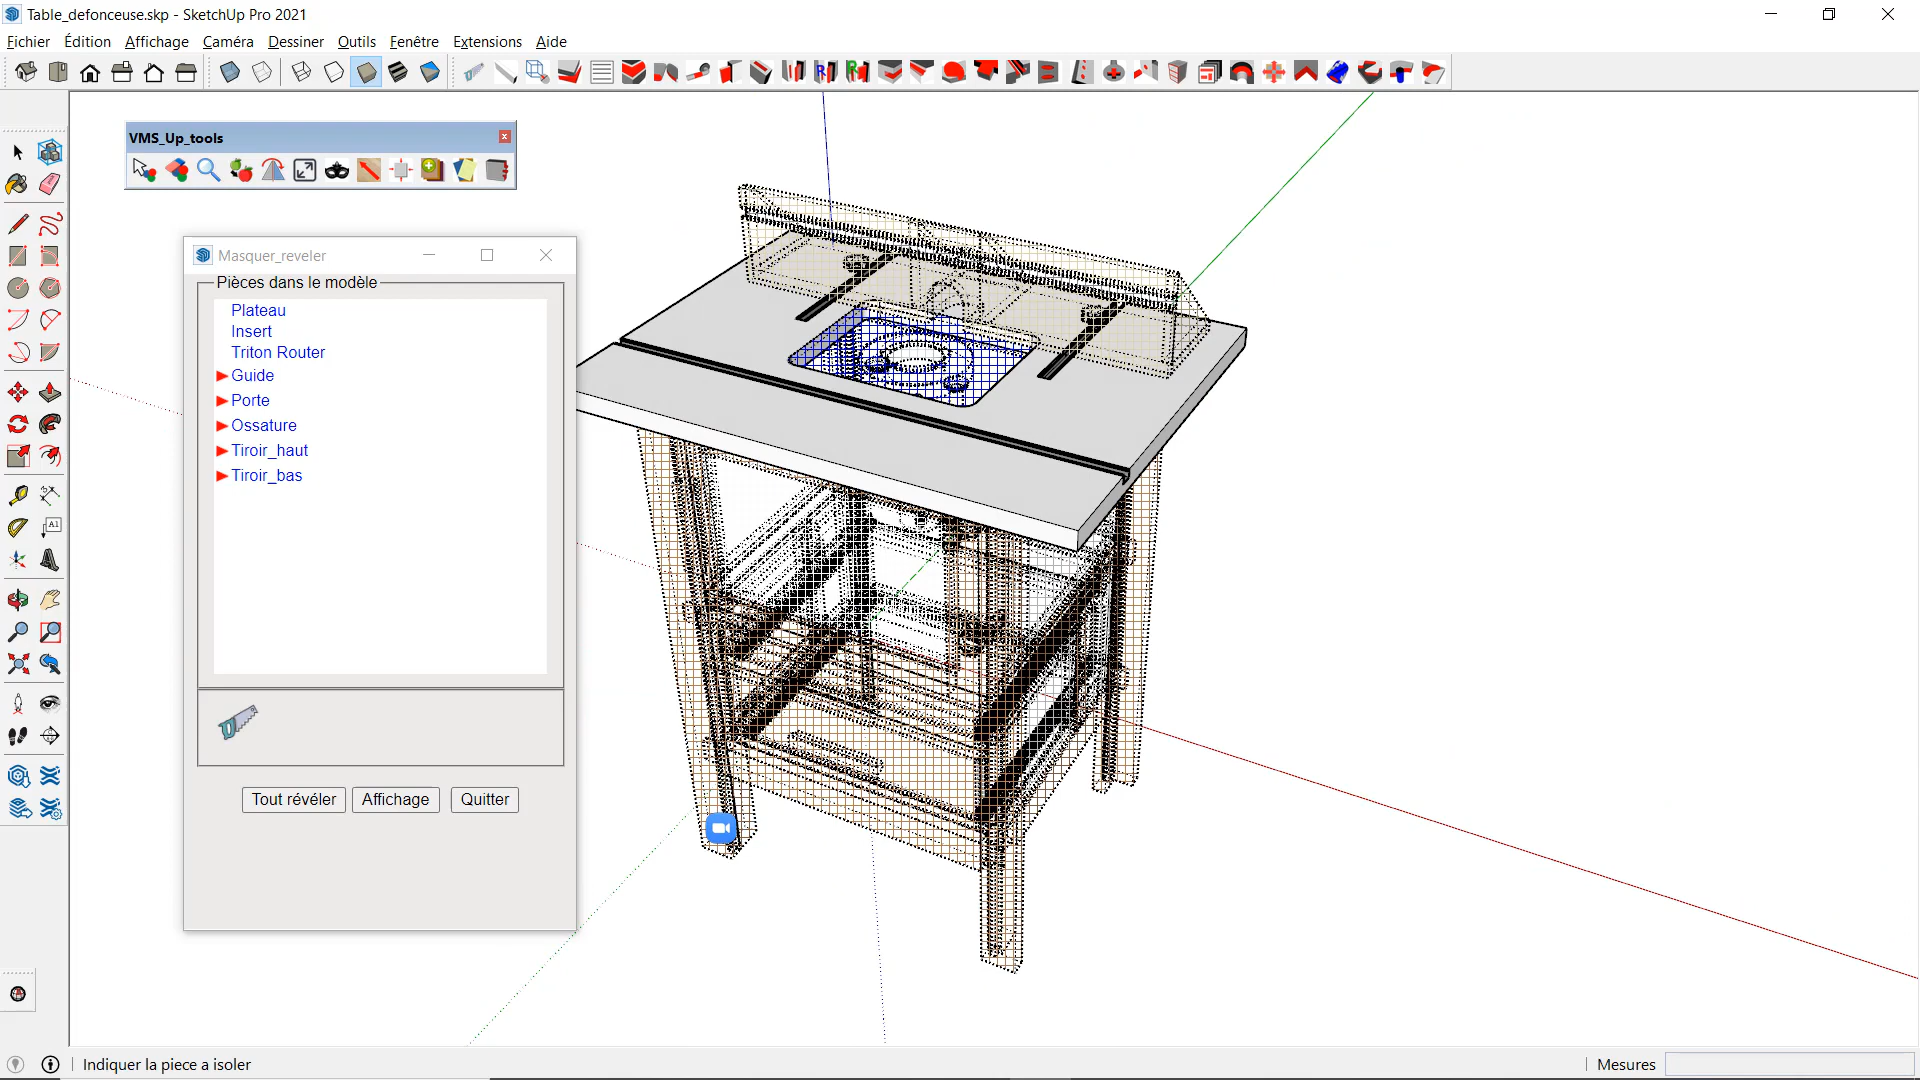 Table_defonceuse.skp - SketchUp Pro 2021
Fichier Édition Affichage Caméra Dessiner Outils Fenêtre Extensions Aide
VMS_Up_tools
Masquer_reveler
Pièces dans le modèle
Plateau
Insert
Triton Router
Guide
Porte
Ossature
Tiroir_haut
Tiroir_bas
Tout révéler Affichage Quitter
Indiquer la piece a isoler
Mesures